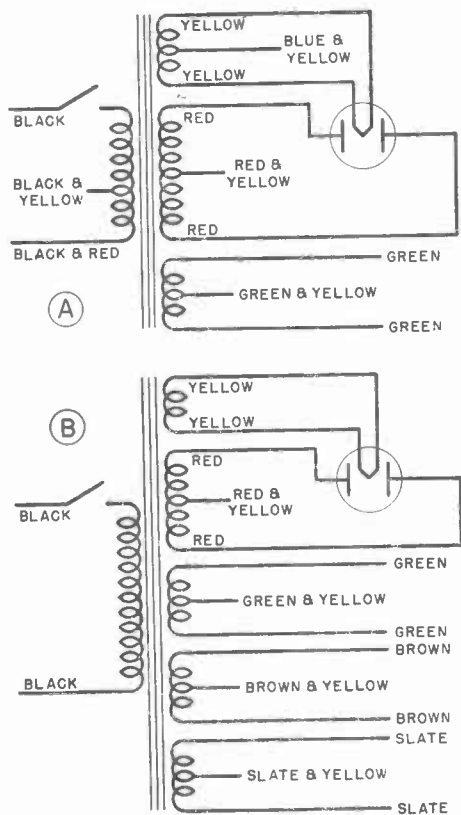 YELLOW
BLUE &
YELLOW
YELLOW
BLACK
RED
BLACK &
YELLOW
RED &
YELLOW
RED
BLACK & RED
GREEN
A
GREEN & YELLOW
GREEN
YELLOW
B
YELLOW
RED
BLACK
RED &
YELLOW
RED
GREEN
GREEN & YELLOW
GREEN
BROWN
BLACK
BROWN & YELLOW
BROWN
SLATE
SLATE & YELLOW
SLATE